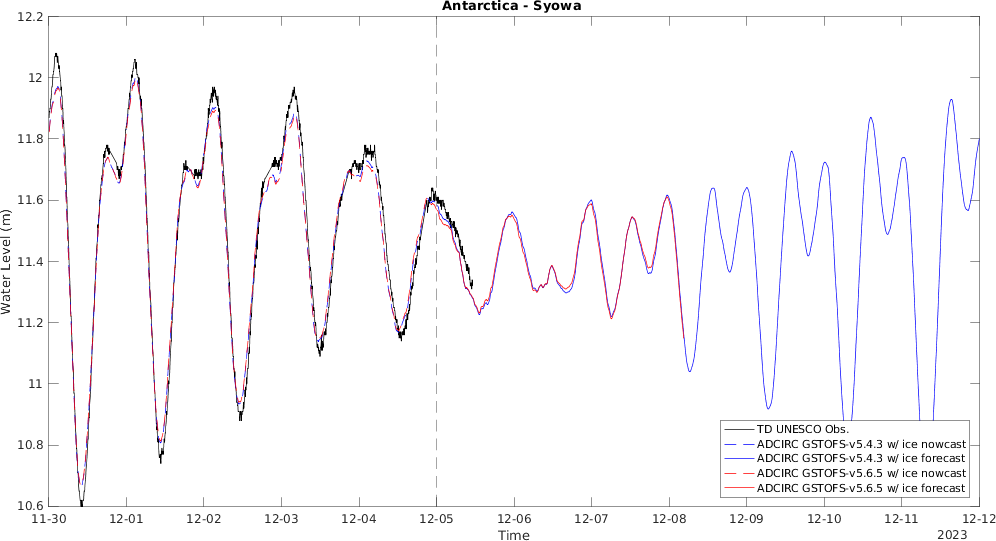 Antarctica - Syowa
12.2
12
11.8
11.6
11.4
11.2
11
10.8
10.6
Water Level (m)
11-30
12-01
12-02
12-03
12-04
12-05
12-06
12-07
12-08
12-09
12-10
12-11
12-12
Time
2023
TD UNESCO Obs.
ADCIRC GSTOFS-v5.4.3 w/ ice nowcast
ADCIRC GSTOFS-v5.4.3 w/ ice forecast
ADCIRC GSTOFS-v5.6.5 w/ ice nowcast
ADCIRC GSTOFS-v5.6.5 w/ ice forecast